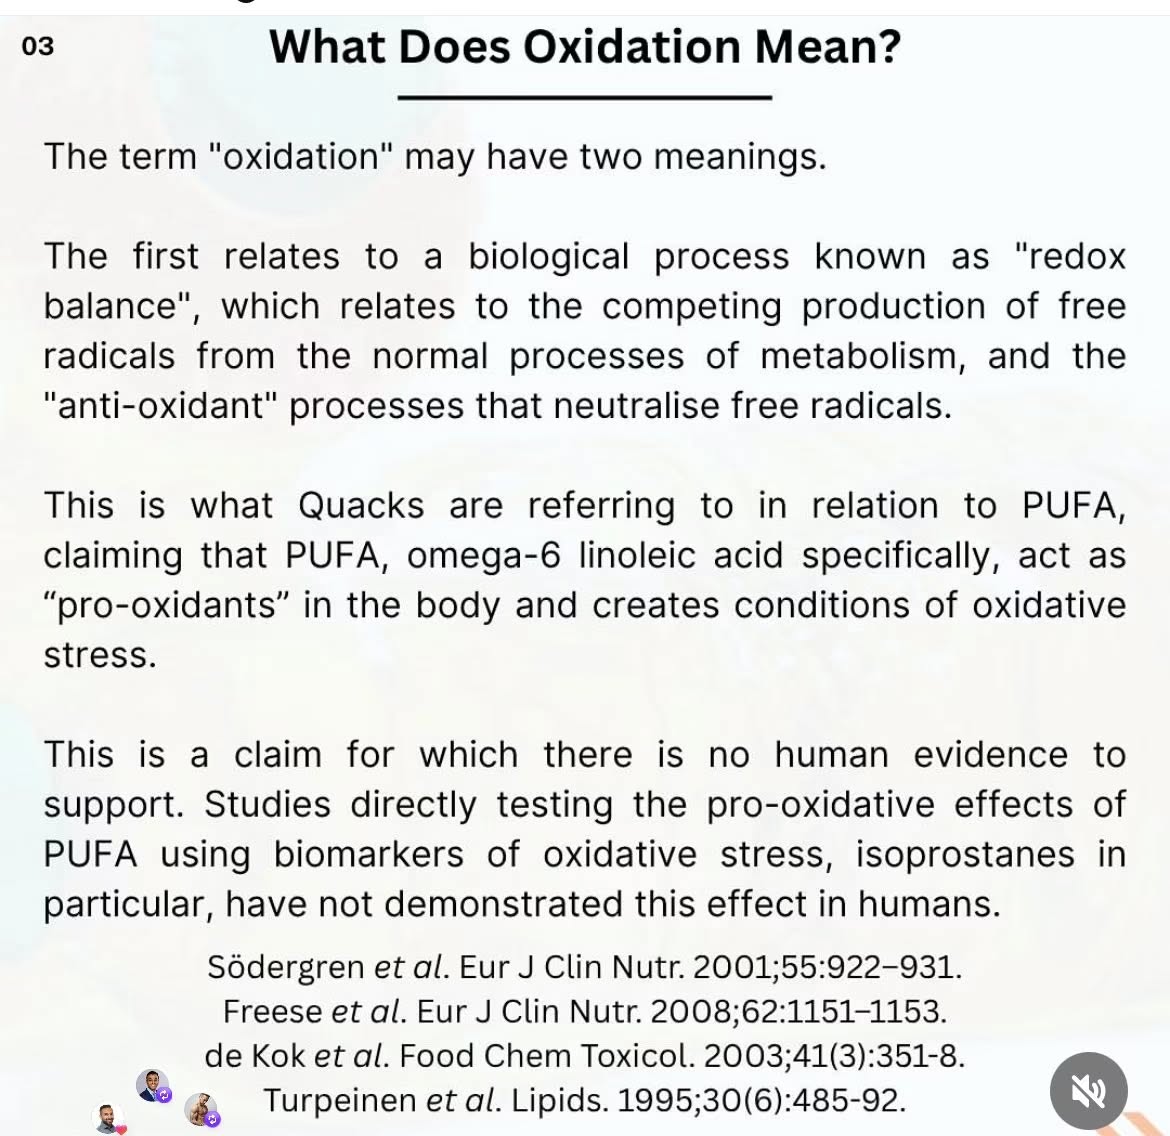 03
What Does Oxidation Mean?
The term "oxidation" may have two meanings.
The first relates to a biological process known as "redox
balance", which relates to the competing production of free
radicals from the normal processes of metabolism, and the
"anti-oxidant" processes that neutralise free radicals.
This is what Quacks are referring to in relation to PUFA,
claiming that PUFA, omega-6 linoleic acid specifically, act as
“pro-oxidants” in the body and creates conditions of oxidative
stress.
This is a claim for which there is no human evidence to
support. Studies directly testing the pro-oxidative effects of
PUFA using biomarkers of oxidative stress, isoprostanes in
particular, have not demonstrated this effect in humans.
Södergren et al. Eur J Clin Nutr. 2001;55:922–931.
Freese et al. Eur J Clin Nutr. 2008;62:1151–1153.
de Kok et al. Food Chem Toxicol. 2003;41(3):351-8.
Turpeinen et al. Lipids. 1995;30(6):485-92.